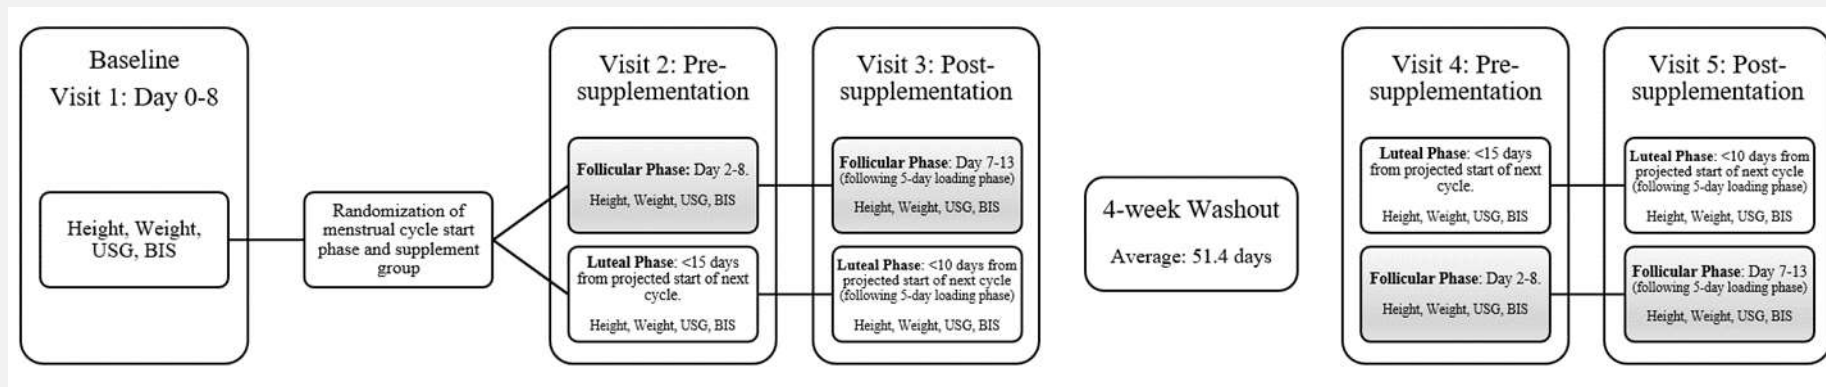 Baseline
Visit 1: Day 0-8
Height, Weight,
USG, BIS
Randomization of
menstrual cycle start
phase and supplement
group
Visit 2: Pre-
supplementation
Follicular Phase: Day 2-8.
Height, Weight, USG, BIS
Luteal Phase: <15 days
from projected start of next
cycle.
Height, Weight, USG, BIS
Visit 3: Post-
supplementation
Follicular Phase: Day 7-13
(following 5-day loading phase)
Height, Weight, USG, BIS
Luteal Phase: <10 days from
projected start of next cycle
(following 5-day loading phase)
Height, Weight, USG, BIS
4-week Washout
Average: 51.4 days
Visit 4: Pre-
supplementation
Luteal Phase: <15 days
from projected start of next
cycle.
Height, Weight, USG, BIS
Follicular Phase: Day 2-8.
Height, Weight, USG, BIS
Visit 5: Post-
supplementation
Luteal Phase: <10 days from
projected start of next cycle
(following 5-day loading phase)
Height, Weight, USG, BIS
Follicular Phase: Day 7-13
(following 5-day loading phase)
Height, Weight, USG, BIS